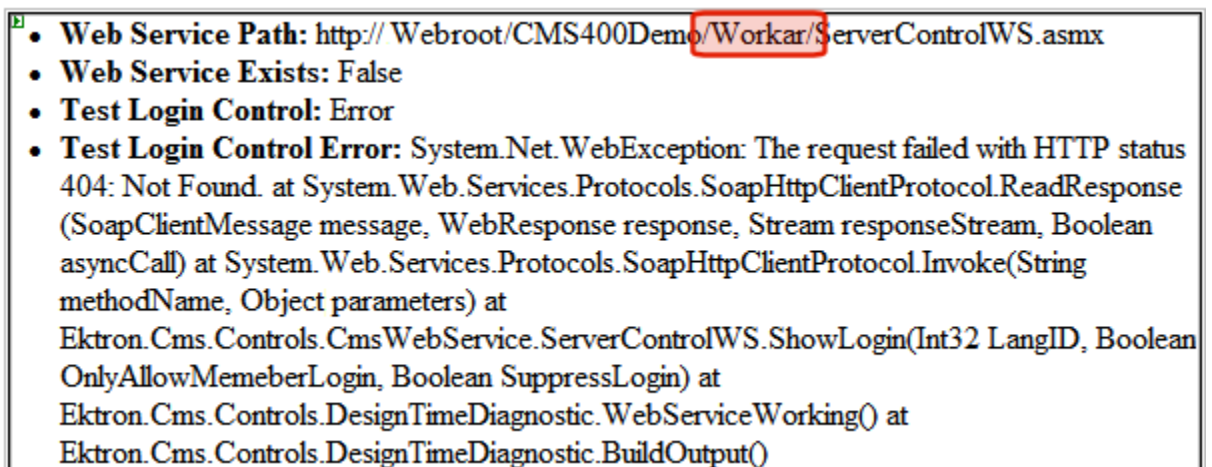 • Web Service Path: http:// Webroot/CMS400Demo/Workar/ServerControlWS.asmx
• Web Service Exists: False
• Test Login Control: Error
• Test Login Control Error: System.Net.WebException: The request failed with HTTP status
404: Not Found. at System.Web.Services.Protocols.SoapHttpClientProtocol.ReadResponse
(SoapClientMessage message, WebResponse response, Stream responseStream, Boolean
asyncCall) at System.Web.Services.Protocols.SoapHttpClientProtocol.Invoke(String
methodName, Object parameters) at
Ektron.Cms.Controls.CmsWebService.ServerControlWS.ShowLogin(Int32 LangID, Boolean
OnlyAllowMemeberLogin, Boolean SuppressLogin) at
Ektron.Cms.Controls.DesignTimeDiagnostic.WebServiceWorking() at
Ektron.Cms.Controls.DesignTimeDiagnostic.BuildOutput()